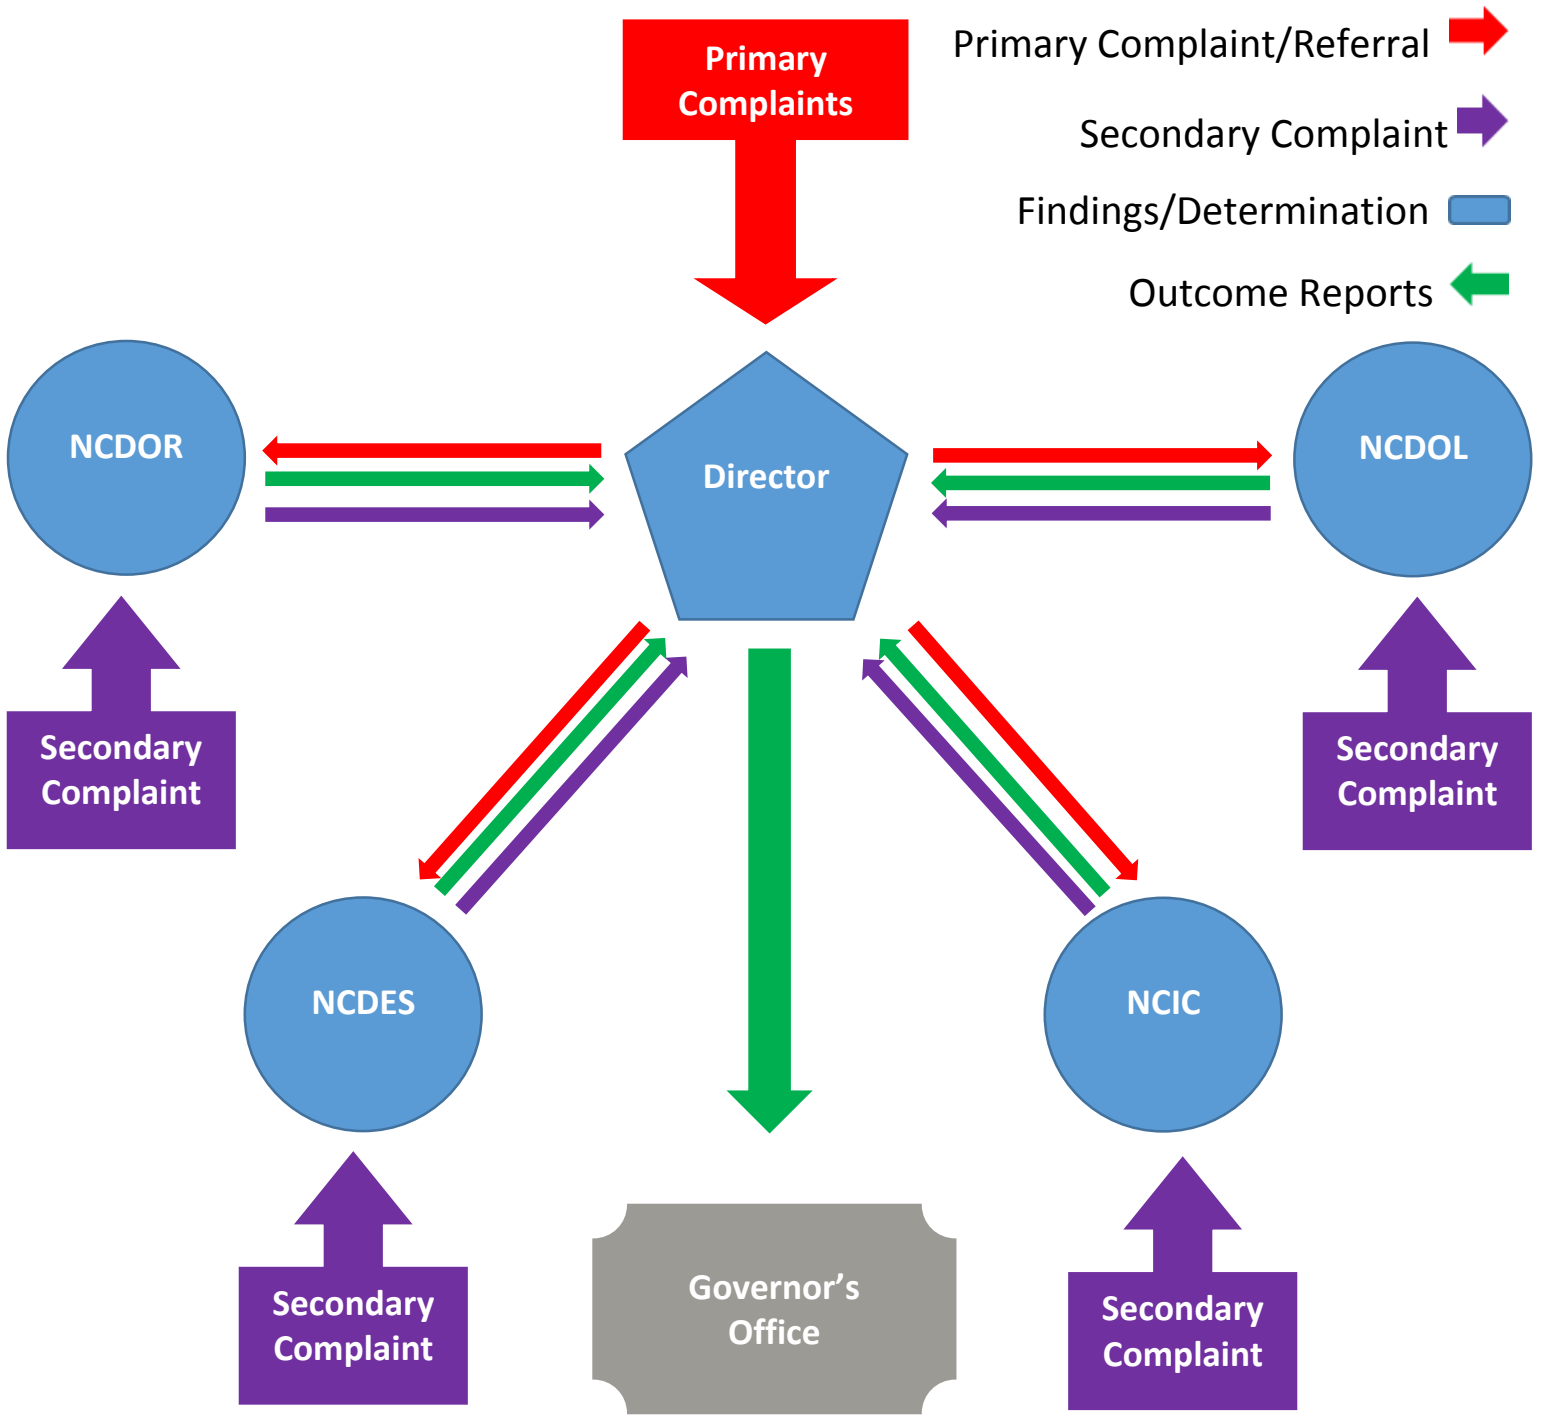 Primary
Complaints
Primary Complaint/Referral
Secondary Complaint
Findings/Determination
Outcome Reports
NCDOR
Director
NCDOL
Secondary
Complaint
Secondary
Complaint
NCDES
NCIC
Secondary
Complaint
Governor’s
Office
Secondary
Complaint